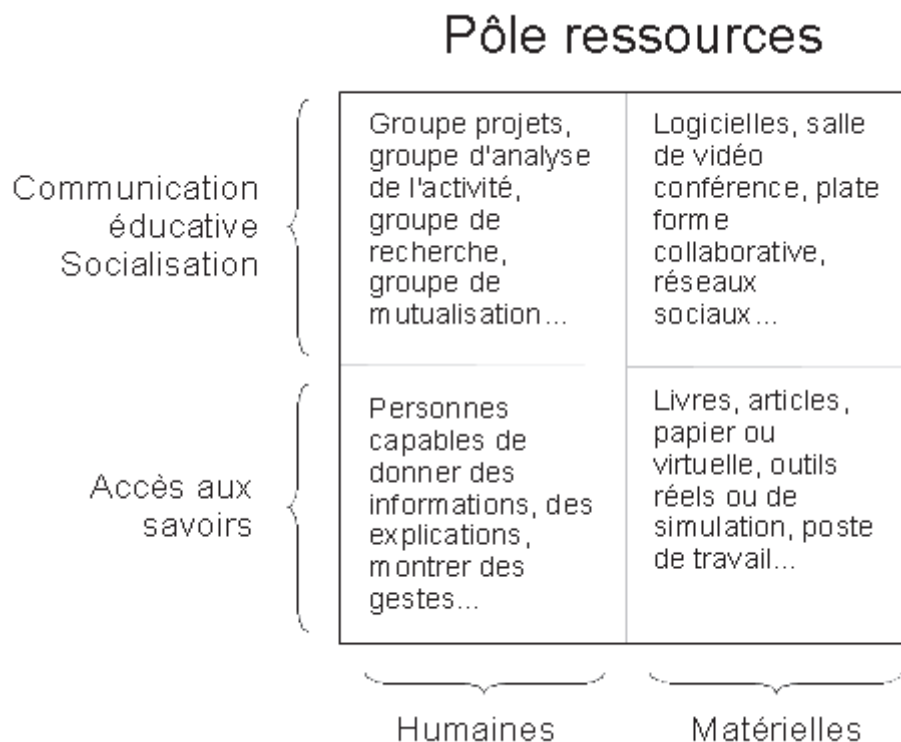 Pôle ressources
Communication
éducative
Socialisation
Groupe projets,
groupe d'analyse
de l'activité,
groupe de
recherche,
groupe de
mutualisation...
Logicielles, salle
de vidéo
conférence, plate
forme
collaborative,
réseaux
sociaux...
Accès aux
savoirs
Personnes
capables de
donner des
informations, des
explications,
montrer des
gestes...
Livres, articles,
papier ou
virtuelle, outils
réels ou de
simulation, poste
de travail...
Humaines
Matérielles